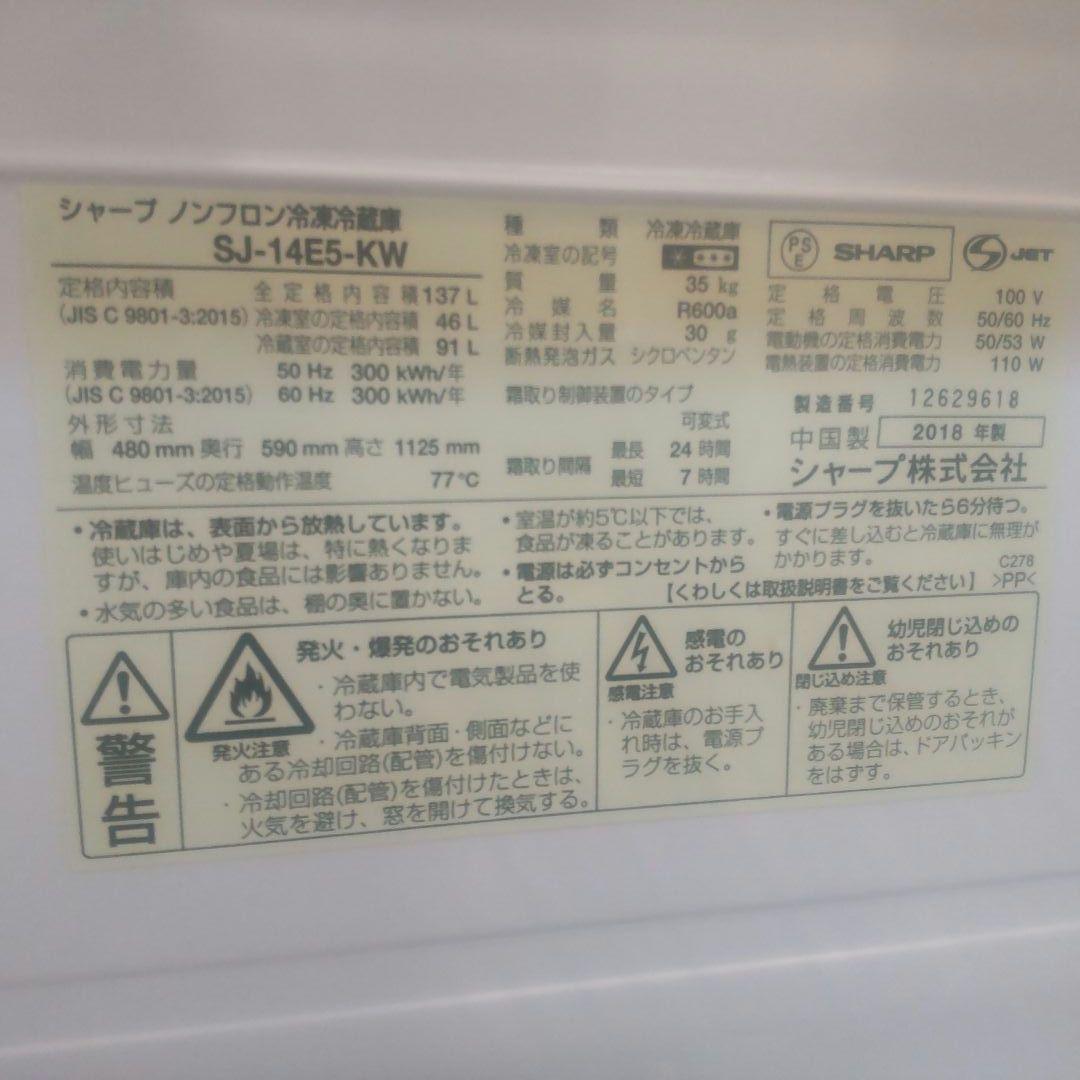 シャープ ノンフロン冷凍冷蔵庫
SJ-14E5-KW
定格内容積 全定格内容積 137 L
(JIS C 9801-3:2015) 冷凍室の定格内容積 46 L
冷蔵室の定格内容積 91 L
消費電力量 50 Hz 300 kWh/年
(JIS C 9801-3:2015) 60 Hz 300 kWh/年
外形寸法
幅 480 mm 奥行 590 mm 高さ 1125 mm
温度ヒューズの定格動作温度 77℃
種類 冷凍冷蔵庫
冷凍室の記号
質量 35 kg
冷媒名 R600a
冷媒封入量 30 g
断熱発泡ガス シクロペンタン
霜取り制御装置のタイプ
可変式
霜取り間隔 最長 24 時間
最短 7 時間
PSE SHARP JET
定格電圧 100 V
定格周波数 50/60 Hz
電動機の定格消費電力 50/53 W
電熱装置の定格消費電力 110 W
製造番号 12629618
中国製 2018 年製
シャープ株式会社
・冷蔵庫は、表面から放熱しています。
使いはじめや夏場は、特に熱くなりま
すが、庫内の食品には影響ありません。
・水気の多い食品は、棚の奥に置かない。
・室温が約5℃以下では、
食品が凍ることがあります。
・電源は必ずコンセントから
とる。
・電源プラグを抜いたら6分待つ。
すぐに差し込むと冷蔵庫に無理が
かかります。 C278
【くわしくは取扱説明書をご覧ください】 >PP<
警告
発火・爆発のおそれあり
発火注意
・冷蔵庫内で電気製品を使
わない。
・冷蔵庫背面・側面などに
ある冷却回路(配管)を傷付けない。
・冷却回路(配管)を傷付けたときは、
火気を避け、窓を開けて換気する。
感電の
おそれあり
感電注意
・冷蔵庫のお手入
れ時は、電源プ
ラグを抜く。
幼児閉じ込めの
おそれあり
閉じ込め注意
・廃棄まで保管するとき、
幼児閉じ込めのおそれが
ある場合は、ドアパッキン
をはずす。